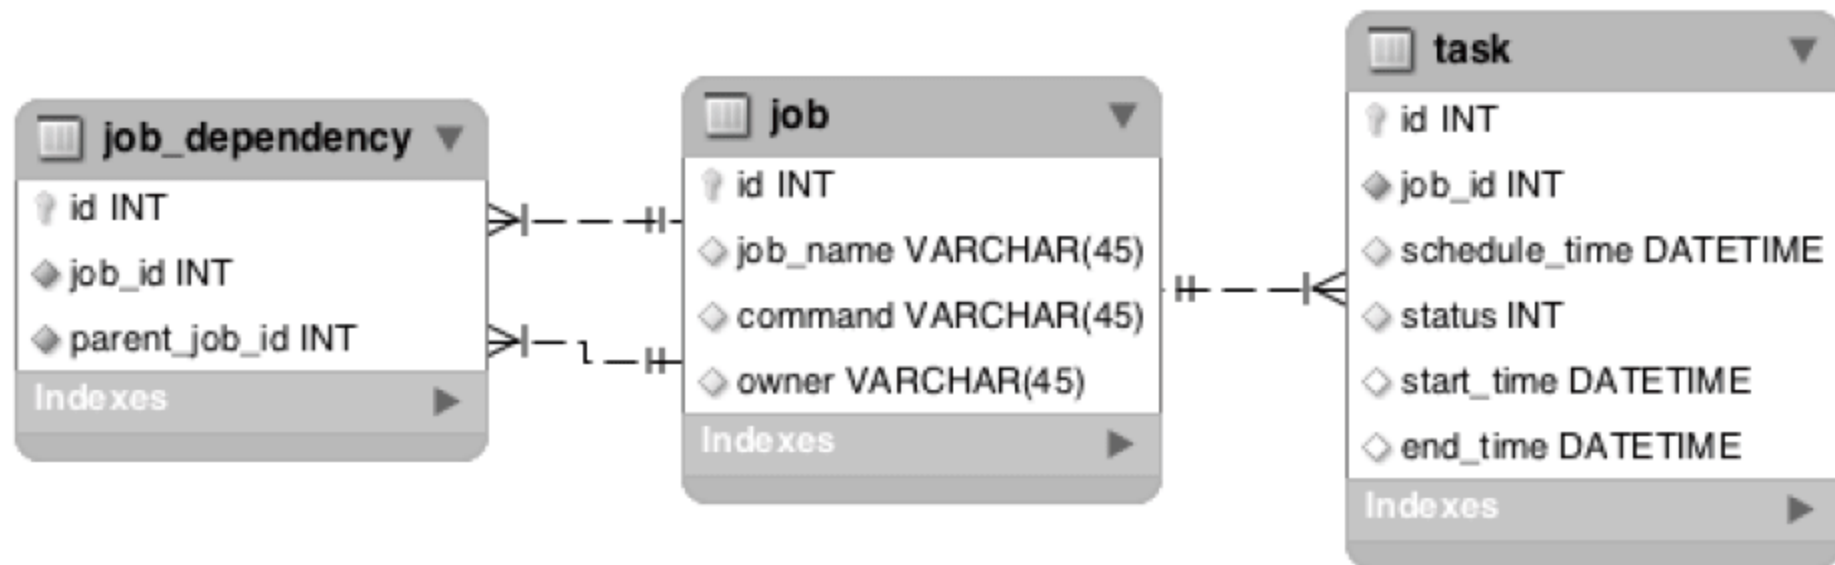 job_dependency
id INT
job_id INT
parent_job_id INT
Indexes
job
id INT
job_name VARCHAR(45)
command VARCHAR(45)
owner VARCHAR(45)
Indexes
task
id INT
job_id INT
schedule_time DATETIME
status INT
start_time DATETIME
end_time DATETIME
Indexes